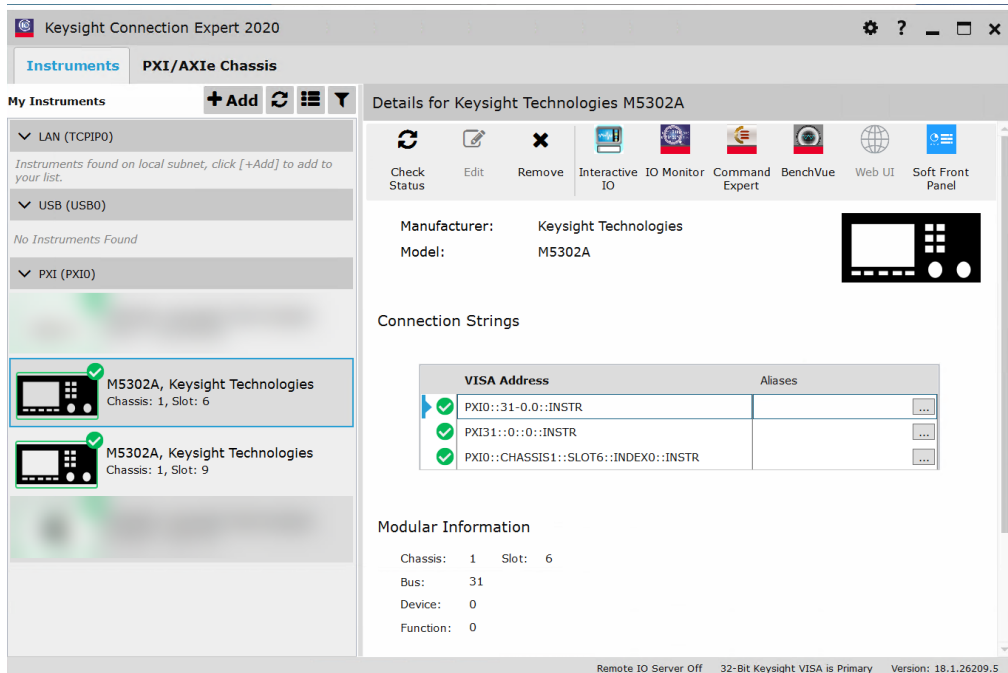 Keysight Connection Expert 2020
?
Instruments PXI/AXIe Chassis
My Instruments
+ Add
LAN (TCPIP0)
Instruments found on local subnet, click [+Add] to add to
your list.
USB (USB0)
No Instruments Found
PXI (PXI0)
M5302A, Keysight Technologies
Chassis: 1, Slot: 6
M5302A, Keysight Technologies
Chassis: 1, Slot: 9
Details for Keysight Technologies M5302A
Check Status
Edit
Remove
Interactive IO
IO Monitor
Command Expert
BenchVue
Web UI
Soft Front Panel
Manufacturer: Keysight Technologies
Model: M5302A
Connection Strings
VISA Address Aliases
PXI0::31-0.0::INSTR ...
PXI31::0::0::INSTR ...
PXI0::CHASSIS1::SLOT6::INDEX0::INSTR ...
Modular Information
Chassis: 1 Slot: 6
Bus: 31
Device: 0
Function: 0
Remote IO Server Off 32-Bit Keysight VISA is Primary Version: 18.1.26209.5